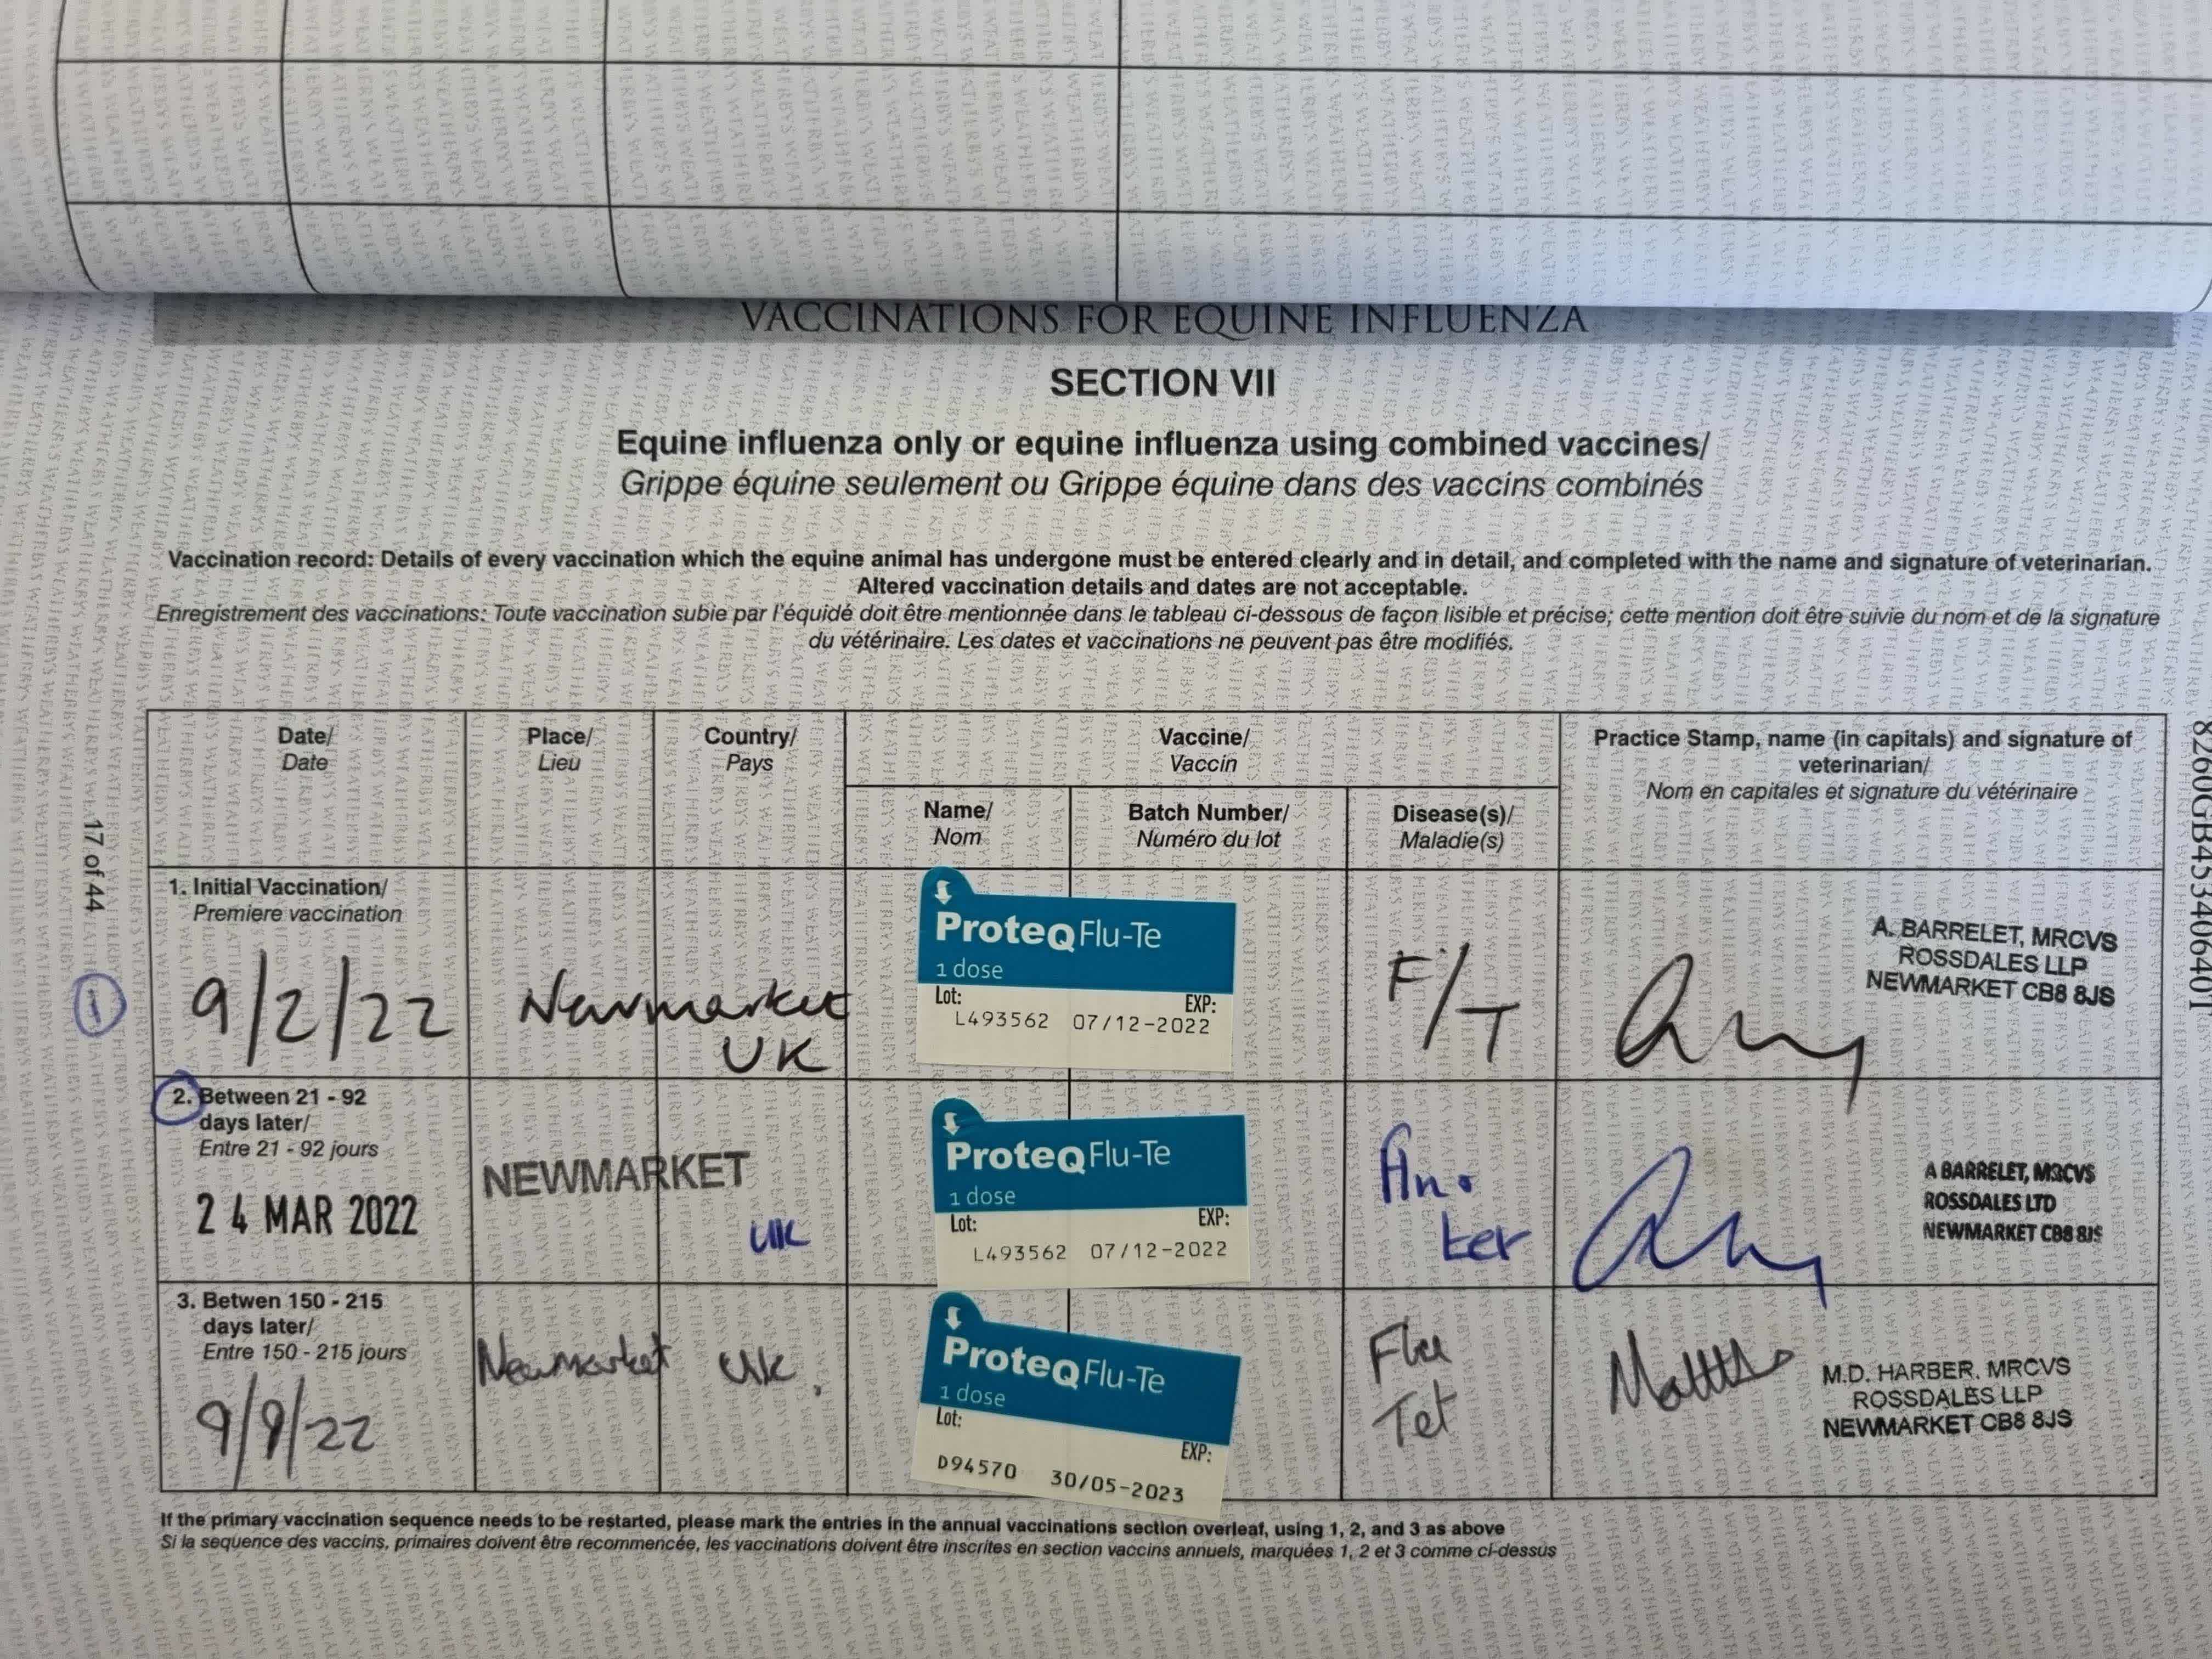 VACCINATIONS FOR EQUINE INFLUENZA
SECTION VII
Equine influenza only or equine influenza using combined vaccines/
Grippe équine seulement ou Grippe équine dans des vaccins combinés
Vaccination record: Details of every vaccination which the equine animal has undergone must be entered clearly and in detail, and completed with the name and signature of veterinarian.
Altered vaccination details and dates are not acceptable.
Enregistrement des vaccinations: Toute vaccination subie par l'équidé doit être mentionnée dans le tableau ci-dessous de façon lisible et précise; cette mention doit être suivie du nom et de la signature
du vétérinaire. Les dates et vaccinations ne peuvent pas être modifiés.
Date/
Date
Place/
Lieu
Country/
Pays
Vaccine/
Vaccin
Practice Stamp, name (in capitals) and signature of
veterinarian/
Nom en capitales et signature du vétérinaire
Name/
Nom
Batch Number/
Numéro du lot
Disease(s)/
Maladie(s)
1. Initial Vaccination/
Premiere vaccination
9/2/22
Newmarket
UK
ProteqFlu-Te
1 dose
Lot:
EXP:
L493562 07/12-2022
F/T
A. BARRELET, MRCVS
ROSSDALES LLP
NEWMARKET CB8 8JS
1
2. Between 21 - 92
days later/
Entre 21 - 92 jours
24 MAR 2022
NEWMARKET
UK
ProteqFlu-Te
1 dose
Lot:
EXP:
L493562 07/12-2022
A BARRELET, MRCVS
ROSSDALES LTD
NEWMARKET CB8 8JS
3. Betwen 150 - 215
days later/
Entre 150 - 215 jours
9/9/22
Newmarket
UK.
ProteqFlu-Te
1 dose
Lot:
EXP:
D94570 30/05-2023
Flu
Tet
M.D. HARBER. MRCVS
ROSSDALES LLP
NEWMARKET CB8 8JS
If the primary vaccination sequence needs to be restarted, please mark the entries in the annual vaccinations section overleaf, using 1, 2, and 3 as above
Si la sequence des vaccins, primaires doivent être recommencée, les vaccinations doivent être inscrites en section vaccins annuels, marquées 1, 2 et 3 comme ci-dessus
17 of 44
8260GB453406401